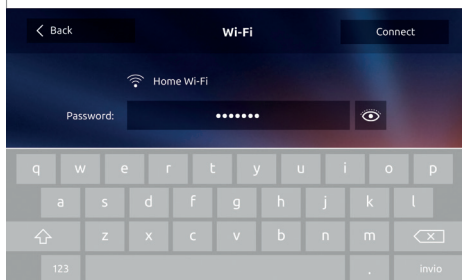 Back
Wi-Fi
Connect
Home Wi-Fi
Password: •••••••
q w e r t y u i o p
a s d f g h j k l
z x c v b n m
123 . invio